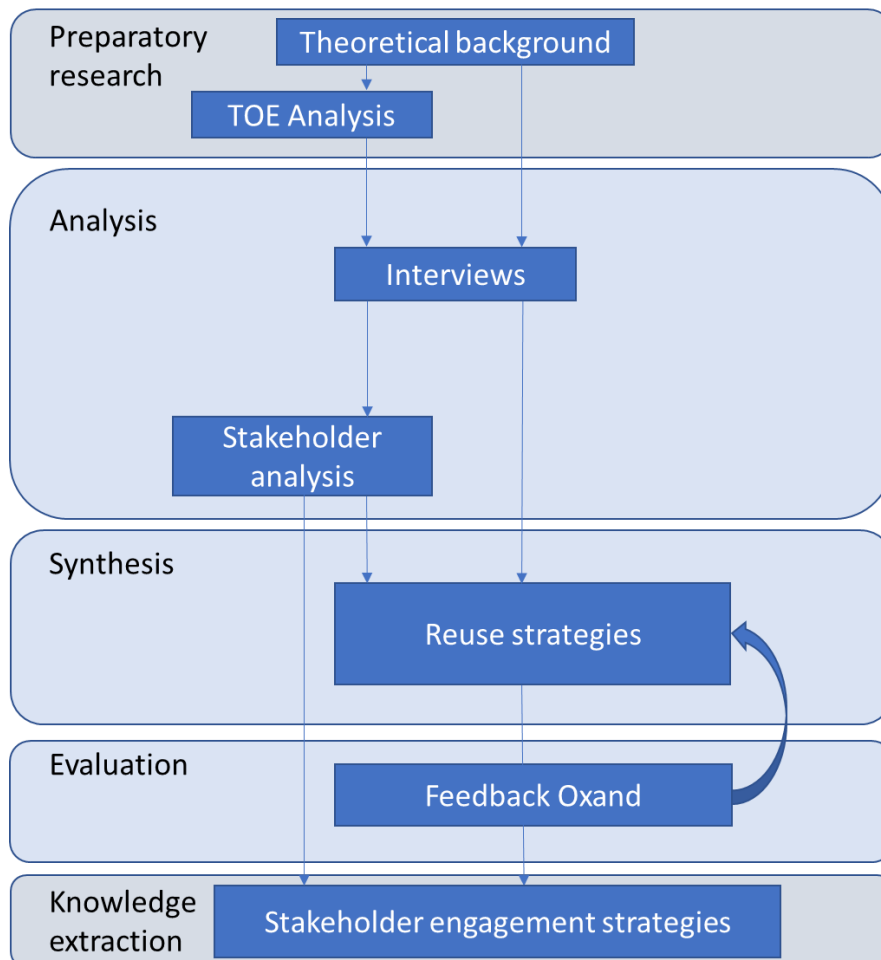 Preparatory
research
Theoretical background
TOE Analysis
Analysis
Interviews
Stakeholder
analysis
Synthesis
Reuse strategies
Evaluation
Feedback Oxand
Knowledge
extraction
Stakeholder engagement strategies